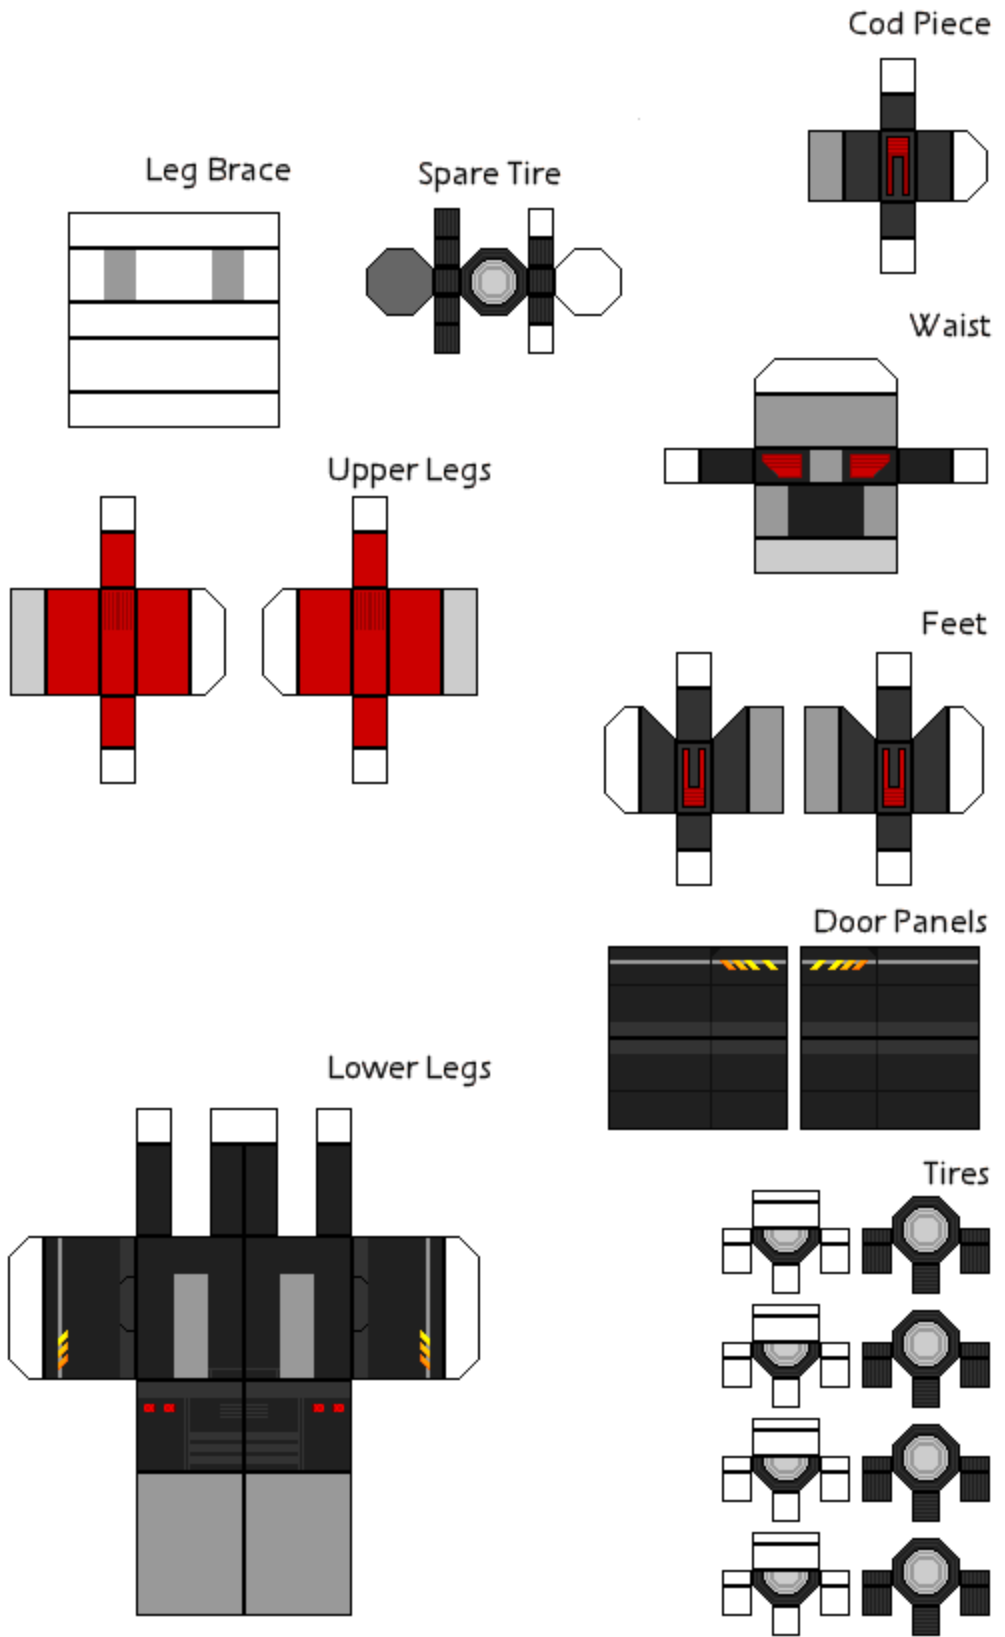 Cod Piece
Leg Brace
Spare Tire
Waist
Upper Legs
Feet
Door Panels
Lower Legs
Tires